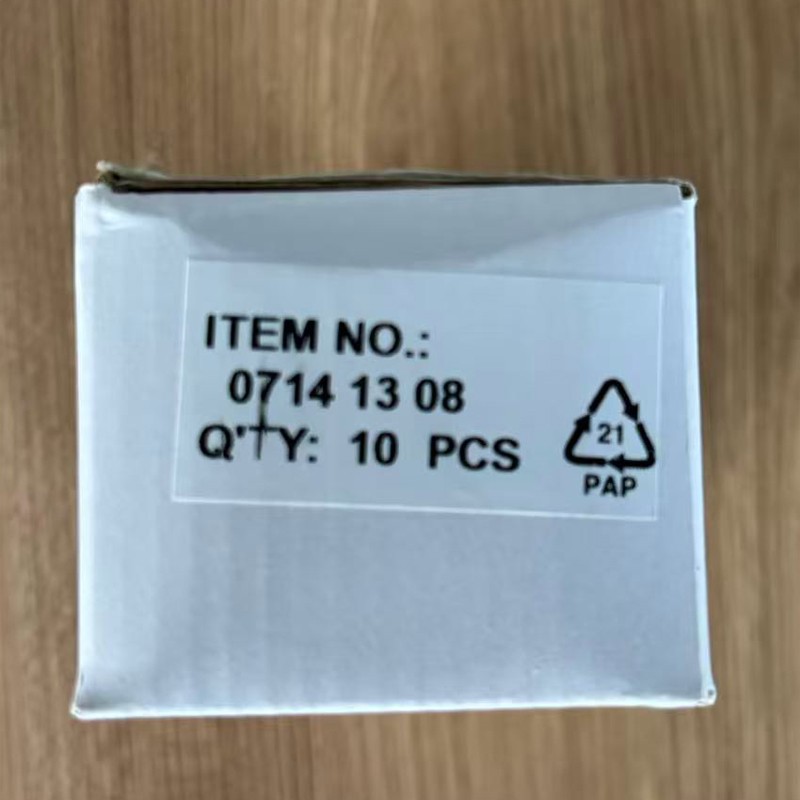 ITEM NO.:
0714 13 08
Q'TY: 10 PCS
21
PAP